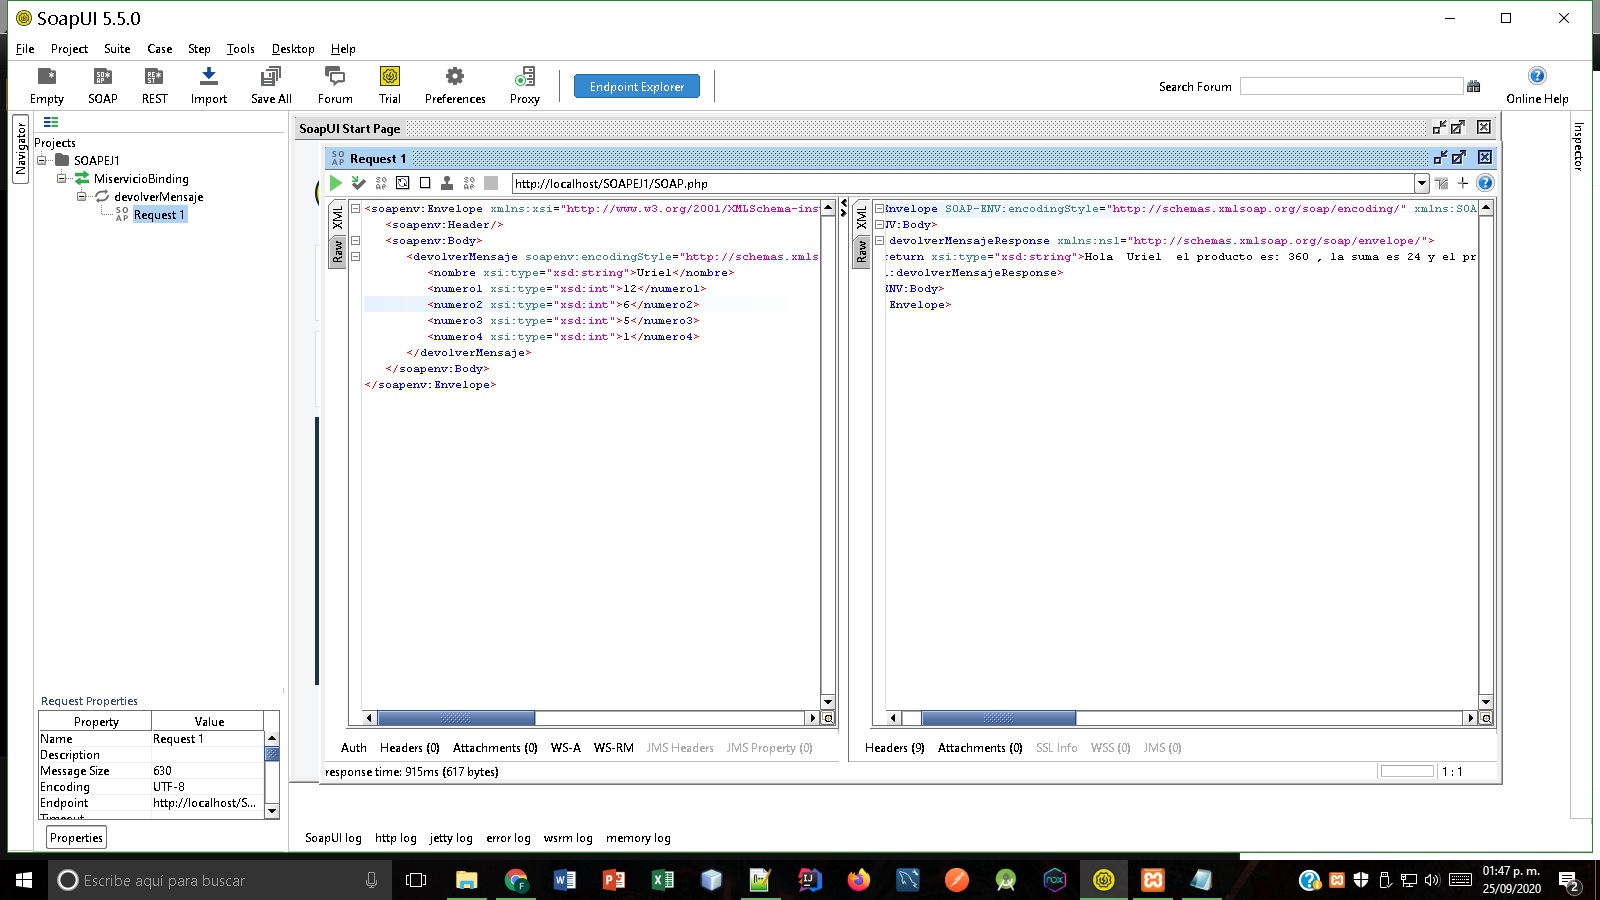 SoapUI 5.5.0
File Project Suite Case Step Tools Desktop Help
Empty SOAP REST Import Save All Forum Trial Preferences Proxy
Endpoint Explorer
Search Forum
Online Help
Navigator
Projects
SOAPEJ1
MiservicioBinding
devolverMensaje
Request 1
SoapUI Start Page
Request 1
http://localhost/SOAPEJ1/SOAP.php
XML
Raw
<soapenv:Envelope xmlns:xsi="http://www.w3.org/2001/XMLSchema-ins
<soapenv:Header/>
<soapenv:Body>
<devolverMensaje soapenv:encodingStyle="http://schemas.xmls
<nombre xsi:type="xsd:string">Uriel</nombre>
<numero1 xsi:type="xsd:int">12</numero1>
<numero2 xsi:type="xsd:int">6</numero2>
<numero3 xsi:type="xsd:int">5</numero3>
<numero4 xsi:type="xsd:int">1</numero4>
</devolverMensaje>
</soapenv:Body>
</soapenv:Envelope>
XML
Raw
Envelope SOAP-ENV:encodingStyle="http://schemas.xmlsoap.org/soap/encoding/" xmlns:SOA
NV:Body>
devolverMensajeResponse xmlns:ns1="http://schemas.xmlsoap.org/soap/envelope/">
return xsi:type="xsd:string">Hola  Uriel  el producto es: 360 , la suma es 24 y el pr
:devolverMensajeResponse>
ENV:Body>
Envelope>
Inspector
Auth Headers (0) Attachments (0) WS-A WS-RM JMS Headers JMS Property (0)
Headers (9) Attachments (0) SSL Info WSS (0) JMS (0)
response time: 915ms (617 bytes)
1 : 1
Request Properties
Property Value
Name Request 1
Description
Message Size 630
Encoding UTF-8
Endpoint http://localhost/S...
Timeout
Properties
SoapUI log http log jetty log error log wsrm log memory log
Escribe aquí para buscar
01:47 p. m.
25/09/2020
2